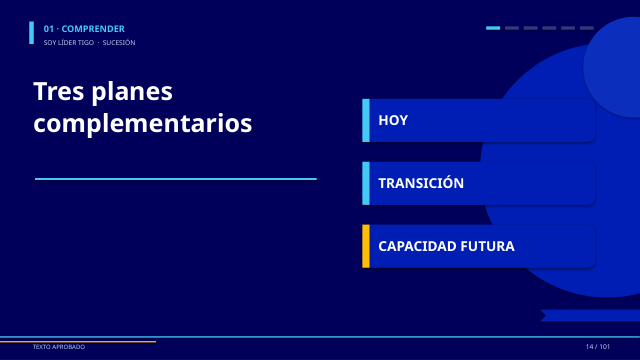 01 · COMPRENDER
SOY LÍDER TIGO · SUCESIÓN
Tres planes
complementarios
HOY
TRANSICIÓN
CAPACIDAD FUTURA
TEXTO APROBADO
14 / 101